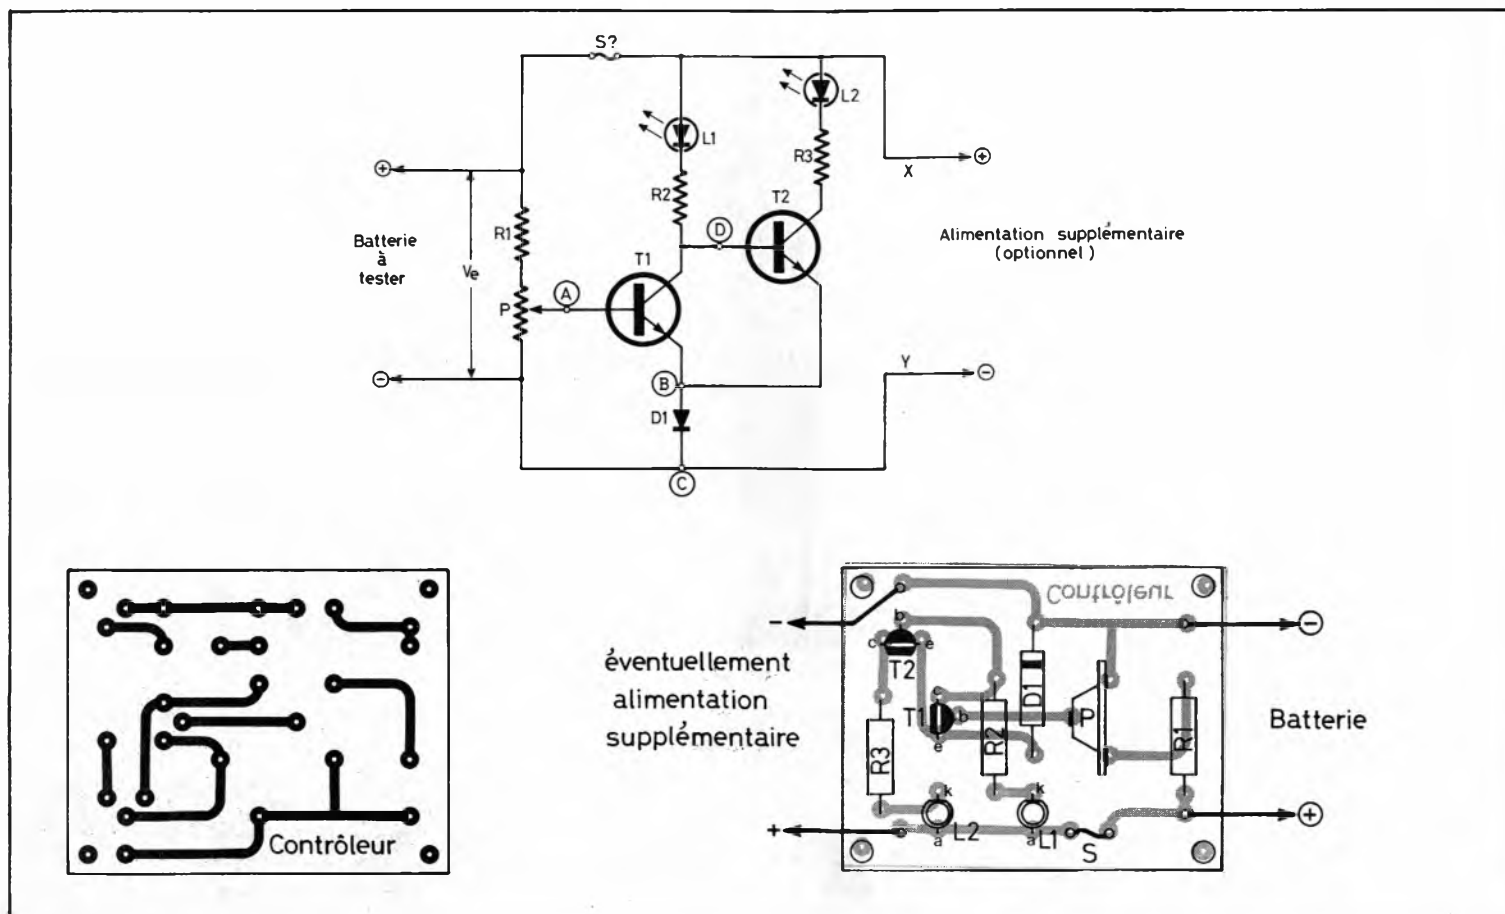 S?
L2
L1
R3
X
⊕
⊕
R2
T2
R1
D
Batterie
à
tester
Ve
T1
Alimentation supplémentaire
(optionnel)
A
P
Y
⊖
⊖
B
D1
C
Contrôleur
éventuellement
alimentation
supplémentaire
Contrôleur
-
b
c
e
T2
⊖
D1
c
T1
b
e
P
R1
R2
R3
Batterie
k
k
+
⊕
a
L2
a
L1
S